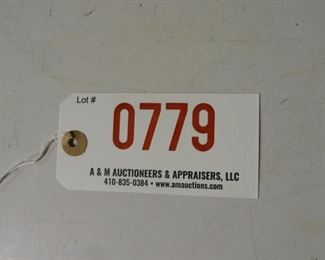 Lot #
0779
A & M AUCTIONEERS & APPRAISERS, LLC
410-835-0384 • www.amauctions.com